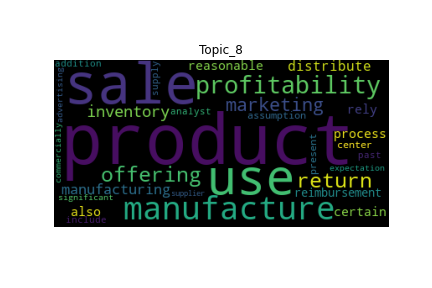 Topic_8
addition
advertising
supply
sale
reasonable
distribute
profitability
inventory
analyst
marketing
assumption
rely
product
process
center
past
present
expectation
commercially
offering
use
return
manufacturing
supplier
reimbursement
significant
also
include
manufacture
certain